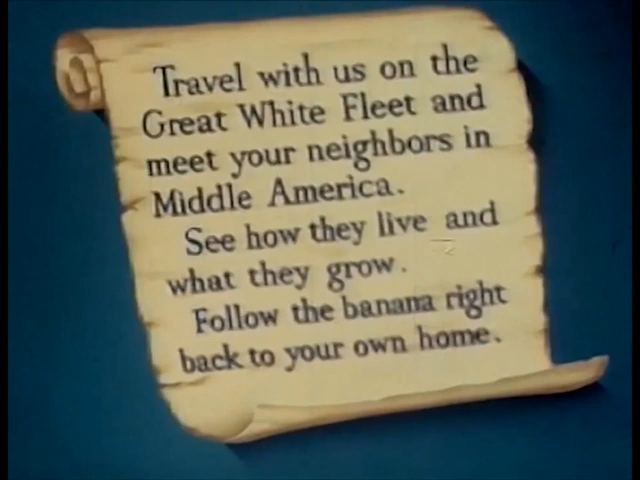 Travel with us on the
Great White Fleet and
meet your neighbors in
Middle America.
See how they live and
what they grow.
Follow the banana right
back to your own home.